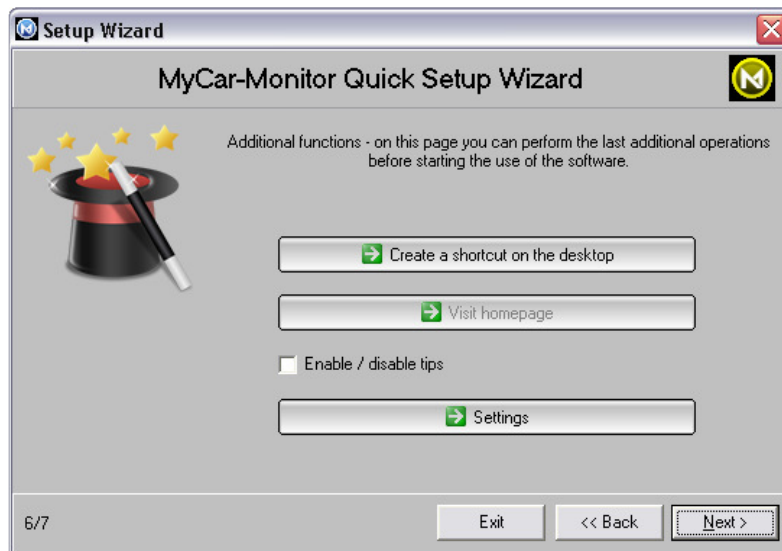 Setup Wizard
MyCar-Monitor Quick Setup Wizard
Additional functions - on this page you can perform the last additional operations
before starting the use of the software.
Create a shortcut on the desktop
Visit homepage
Enable / disable tips
Settings
6/7
Exit
<< Back
Next >